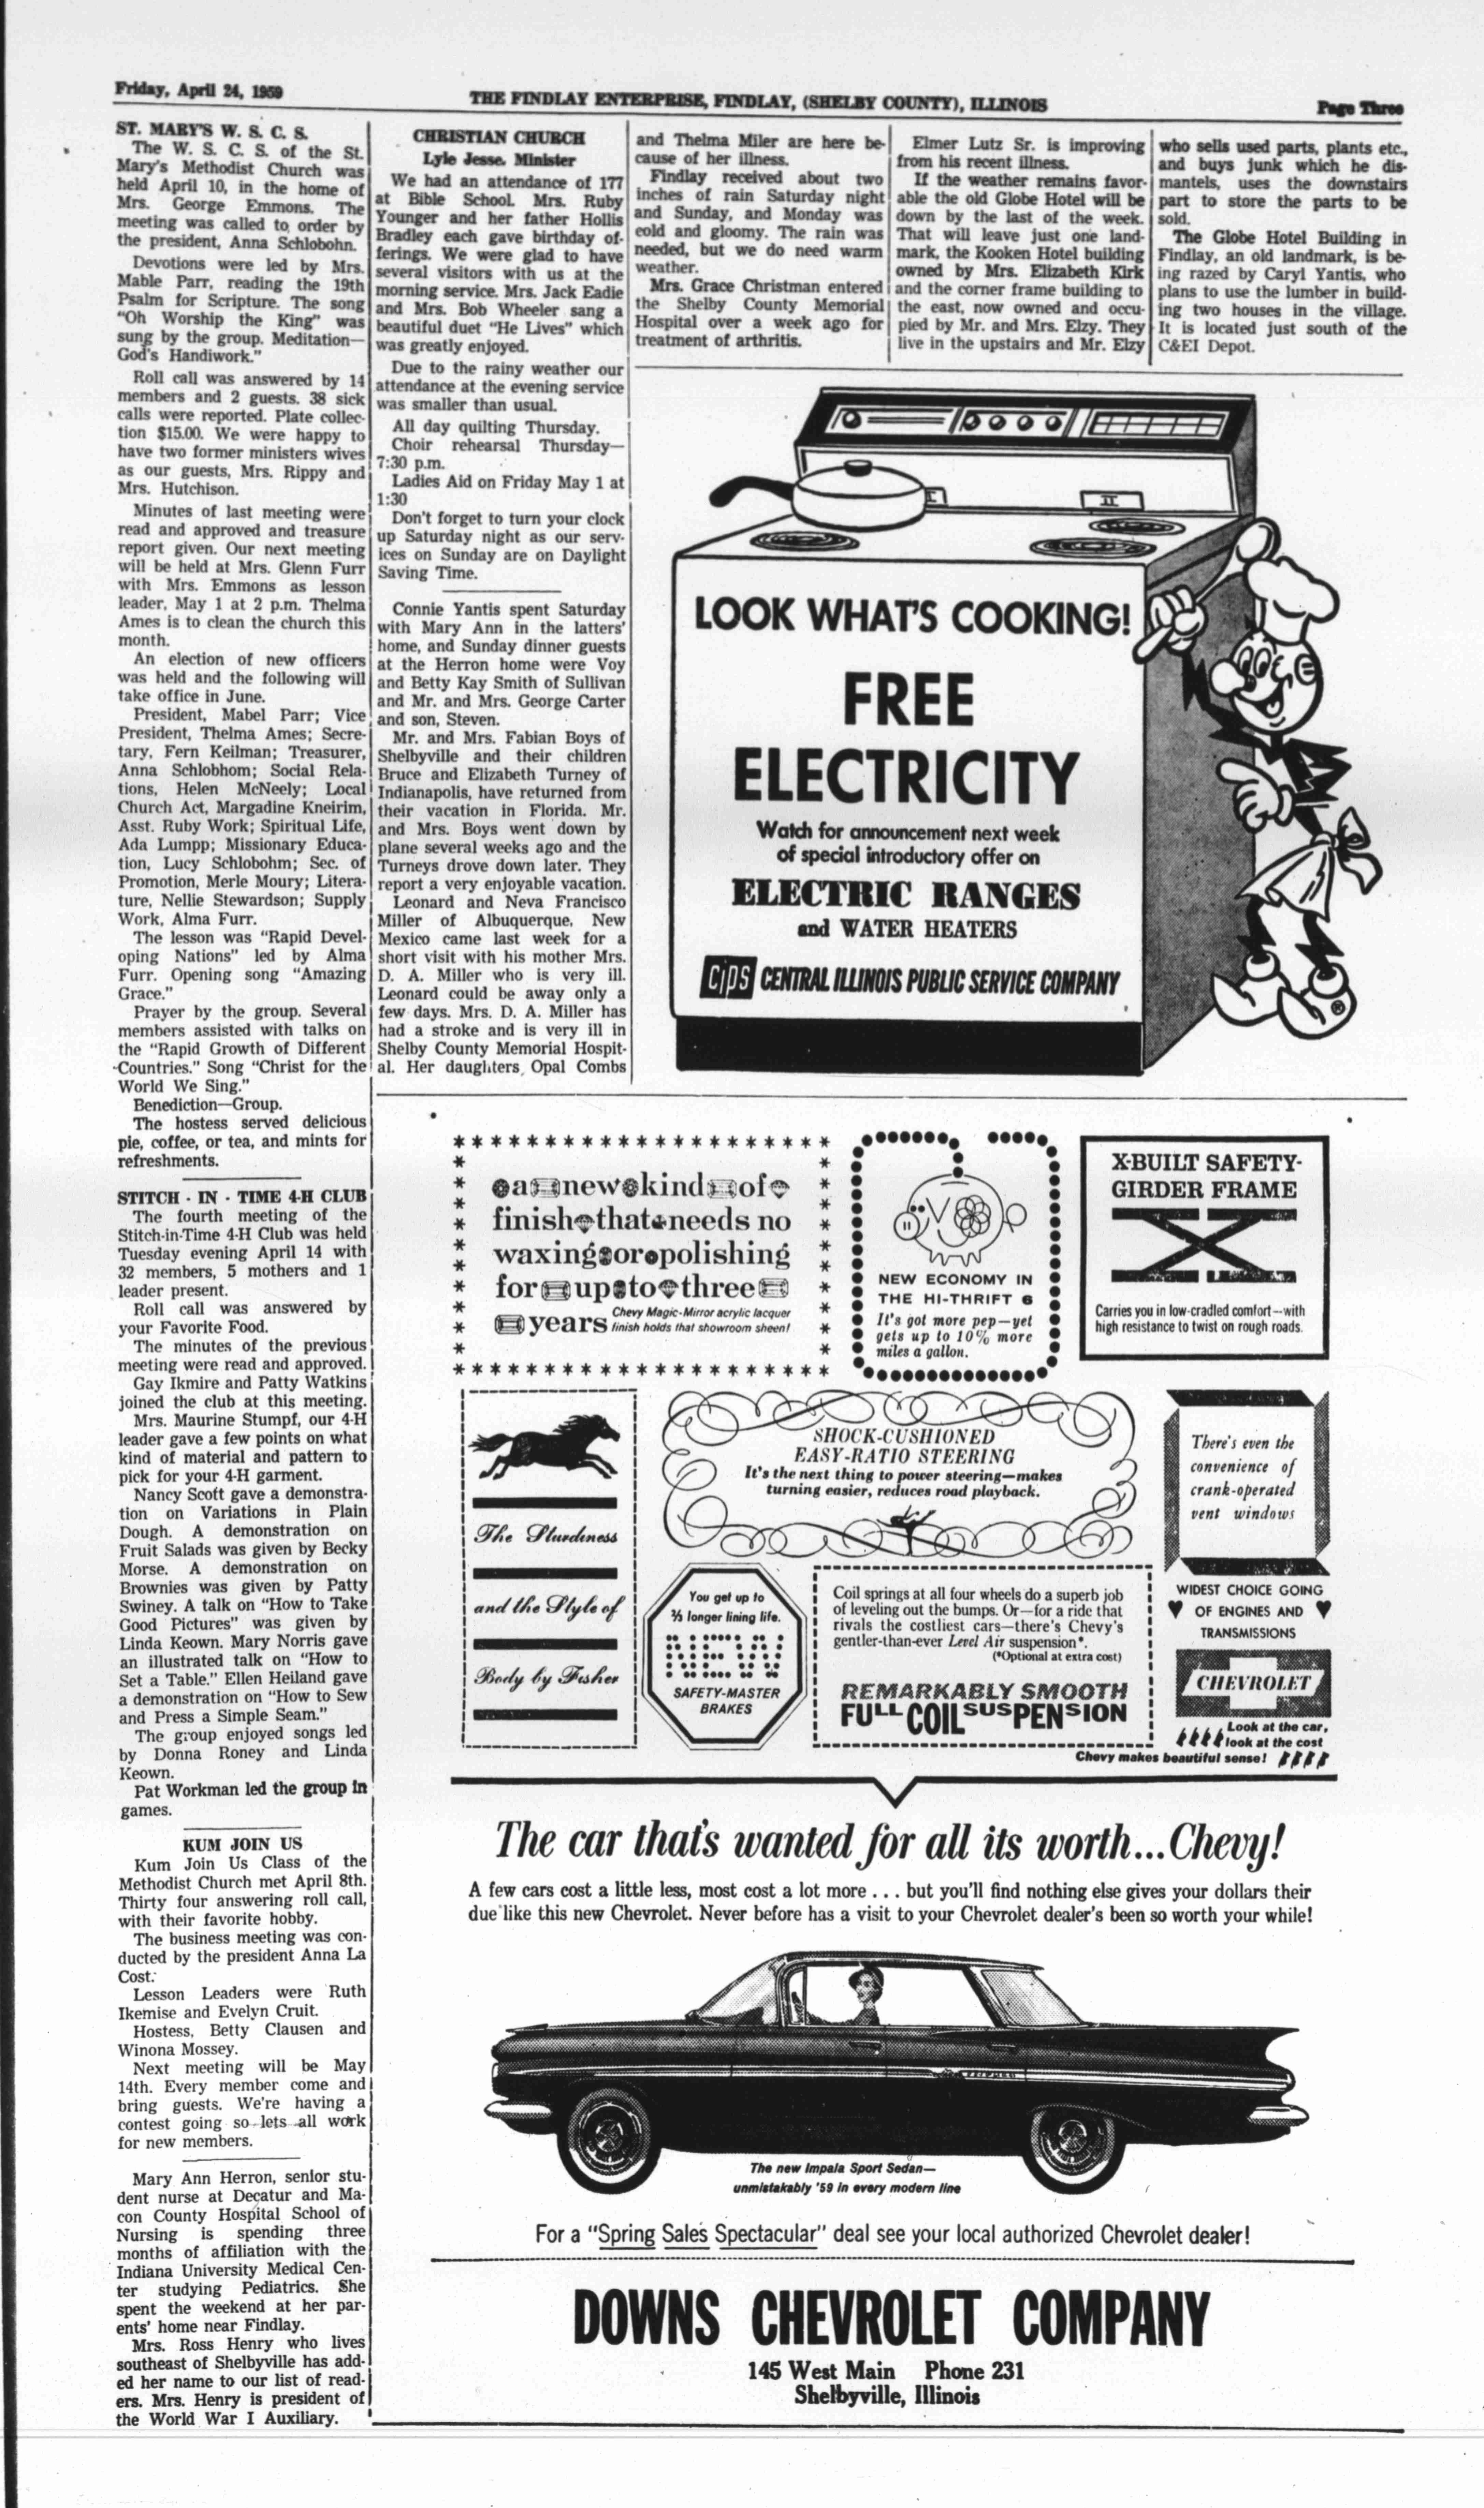 Friday, April 24, 1959
THE FINDLAY ENTERPRISE, FINDLAY, (SHELBY COUNTY), ILLINOIS
Page Three
ST. MARY'S W. S. C. S.
The W. S. C. S. of the St.
Mary's Methodist Church was
held April 10, in the home of
Mrs. George Emmons. The
meeting was called to order by
the president, Anna Schlobohn.
Devotions were led by Mrs.
Mable Parr, reading the 19th
Psalm for Scripture. The song
"Oh Worship the King" was
sung by the group. Meditation—
God's Handiwork."
Roll call was answered by 14
members and 2 guests. 38 sick
calls were reported. Plate collec-
tion $15.00. We were happy to
have two former ministers wives
as our guests, Mrs. Rippy and
Mrs. Hutchison.
Minutes of last meeting were
read and approved and treasure
report given. Our next meeting
will be held at Mrs. Glenn Furr
with Mrs. Emmons as lesson
leader, May 1 at 2 p.m. Thelma
Ames is to clean the church this
month.
An election of new officers
was held and the following will
take office in June.
President, Mabel Parr; Vice
President, Thelma Ames; Secre-
tary, Fern Keilman; Treasurer,
Anna Schlobhom; Social Rela-
tions, Helen McNeely; Local
Church Act, Margadine Kneirim,
Asst. Ruby Work; Spiritual Life,
Ada Lumpp; Missionary Educa-
tion, Lucy Schlobohm; Sec. of
Promotion, Merle Moury; Litera-
ture, Nellie Stewardson; Supply
Work, Alma Furr.
The lesson was "Rapid Devel-
oping Nations" led by Alma
Furr. Opening song "Amazing
Grace."
Prayer by the group. Several
members assisted with talks on
the "Rapid Growth of Different
Countries." Song "Christ for the
World We Sing."
Benediction—Group.
The hostess served delicious
pie, coffee, or tea, and mints for
refreshments.
STITCH - IN - TIME 4-H CLUB
The fourth meeting of the
Stitch-in-Time 4-H Club was held
Tuesday evening April 14 with
32 members, 5 mothers and 1
leader present.
Roll call was answered by
your Favorite Food.
The minutes of the previous
meeting were read and approved.
Gay Ikmire and Patty Watkins
joined the club at this meeting.
Mrs. Maurine Stumpf, our 4-H
leader gave a few points on what
kind of material and pattern to
pick for your 4-H garment.
Nancy Scott gave a demonstra-
tion on Variations in Plain
Dough. A demonstration on
Fruit Salads was given by Becky
Morse. A demonstration on
Brownies was given by Patty
Swiney. A talk on "How to Take
Good Pictures" was given by
Linda Keown. Mary Norris gave
an illustrated talk on "How to
Set a Table." Ellen Heiland gave
a demonstration on "How to Sew
and Press a Simple Seam."
The group enjoyed songs led
by Donna Roney and Linda
Keown.
Pat Workman led the group in
games.
KUM JOIN US
Kum Join Us Class of the
Methodist Church met April 8th.
Thirty four answering roll call,
with their favorite hobby.
The business meeting was con-
ducted by the president Anna La
Cost.
Lesson Leaders were Ruth
Ikemise and Evelyn Cruit.
Hostess, Betty Clausen and
Winona Mossey.
Next meeting will be May
14th. Every member come and
bring guests. We're having a
contest going so lets all work
for new members.
Mary Ann Herron, senior stu-
dent nurse at Decatur and Ma-
con County Hospital School of
Nursing is spending three
months of affiliation with the
Indiana University Medical Cen-
ter studying Pediatrics. She
spent the weekend at her par-
ents' home near Findlay.
Mrs. Ross Henry who lives
southeast of Shelbyville has add-
ed her name to our list of read-
ers. Mrs. Henry is president of
the World War I Auxiliary.
CHRISTIAN CHURCH
Lyle Jesse, Minister
We had an attendance of 177
at Bible School. Mrs. Ruby
Younger and her father Hollis
Bradley each gave birthday of-
ferings. We were glad to have
several visitors with us at the
morning service. Mrs. Jack Eadie
and Mrs. Bob Wheeler sang a
beautiful duet "He Lives" which
was greatly enjoyed.
Due to the rainy weather our
attendance at the evening service
was smaller than usual.
All day quilting Thursday.
Choir rehearsal Thursday—
7:30 p.m.
Ladies Aid on Friday May 1 at
1:30
Don't forget to turn your clock
up Saturday night as our serv-
ices on Sunday are on Daylight
Saving Time.
Connie Yantis spent Saturday
with Mary Ann in the latters'
home, and Sunday dinner guests
at the Herron home were Voy
and Betty Kay Smith of Sullivan
and Mr. and Mrs. George Carter
and son, Steven.
Mr. and Mrs. Fabian Boys of
Shelbyville and their children
Bruce and Elizabeth Turney of
Indianapolis, have returned from
their vacation in Florida. Mr.
and Mrs. Boys went down by
plane several weeks ago and the
Turneys drove down later. They
report a very enjoyable vacation.
Leonard and Neva Francisco
Miller of Albuquerque, New
Mexico came last week for a
short visit with his mother Mrs.
D. A. Miller who is very ill.
Leonard could be away only a
few days. Mrs. D. A. Miller has
had a stroke and is very ill in
Shelby County Memorial Hospit-
al. Her daughters, Opal Combs
and Thelma Miler are here be-
cause of her illness.
Findlay received about two
inches of rain Saturday night
and Sunday, and Monday was
cold and gloomy. The rain was
needed, but we do need warm
weather.
Mrs. Grace Christman entered
the Shelby County Memorial
Hospital over a week ago for
treatment of arthritis.
Elmer Lutz Sr. is improving
from his recent illness.
If the weather remains favor-
able the old Globe Hotel will be
down by the last of the week.
That will leave just one land-
mark, the Kooken Hotel building
owned by Mrs. Elizabeth Kirk
and the corner frame building to
the east, now owned and occu-
pied by Mr. and Mrs. Elzy. They
live in the upstairs and Mr. Elzy
who sells used parts, plants etc.,
and buys junk which he dis-
mantels, uses the downstairs
part to store the parts to be
sold.
The Globe Hotel Building in
Findlay, an old landmark, is be-
ing razed by Caryl Yantis, who
plans to use the lumber in build-
ing two houses in the village.
It is located just south of the
C&EI Depot.
I
II
LOOK WHAT'S COOKING!
FREE
ELECTRICITY
Watch for announcement next week
of special introductory offer on
ELECTRIC RANGES
and WATER HEATERS
CIPS CENTRAL ILLINOIS PUBLIC SERVICE COMPANY
®
a new kind of
finish that needs no
waxing or polishing
for up to three
years
Chevy Magic-Mirror acrylic lacquer
finish holds that showroom sheen!
NEW ECONOMY IN
THE HI-THRIFT 6
It's got more pep—yet
gets up to 10% more
miles a gallon.
X-BUILT SAFETY-
GIRDER FRAME
Carries you in low-cradled comfort—with
high resistance to twist on rough roads.
The Sturdiness
and the Style of
Body by Fisher
SHOCK-CUSHIONED
EASY-RATIO STEERING
It's the next thing to power steering—makes
turning easier, reduces road playback.
There's even the
convenience of
crank-operated
vent windows
You get up to
⅔ longer lining life.
NEW
SAFETY-MASTER
BRAKES
Coil springs at all four wheels do a superb job
of leveling out the bumps. Or—for a ride that
rivals the costliest cars—there's Chevy's
gentler-than-ever Level Air suspension*.
(*Optional at extra cost)
REMARKABLY SMOOTH
FULL COIL SUSPENSION
WIDEST CHOICE GOING
OF ENGINES AND
TRANSMISSIONS
CHEVROLET
Look at the car,
look at the cost
Chevy makes beautiful sense!
The car that's wanted for all its worth...Chevy!
A few cars cost a little less, most cost a lot more . . . but you'll find nothing else gives your dollars their
due like this new Chevrolet. Never before has a visit to your Chevrolet dealer's been so worth your while!
The new Impala Sport Sedan—
unmistakably '59 in every modern line
For a "Spring Sales Spectacular" deal see your local authorized Chevrolet dealer!
DOWNS CHEVROLET COMPANY
145 West Main Phone 231
Shelbyville, Illinois